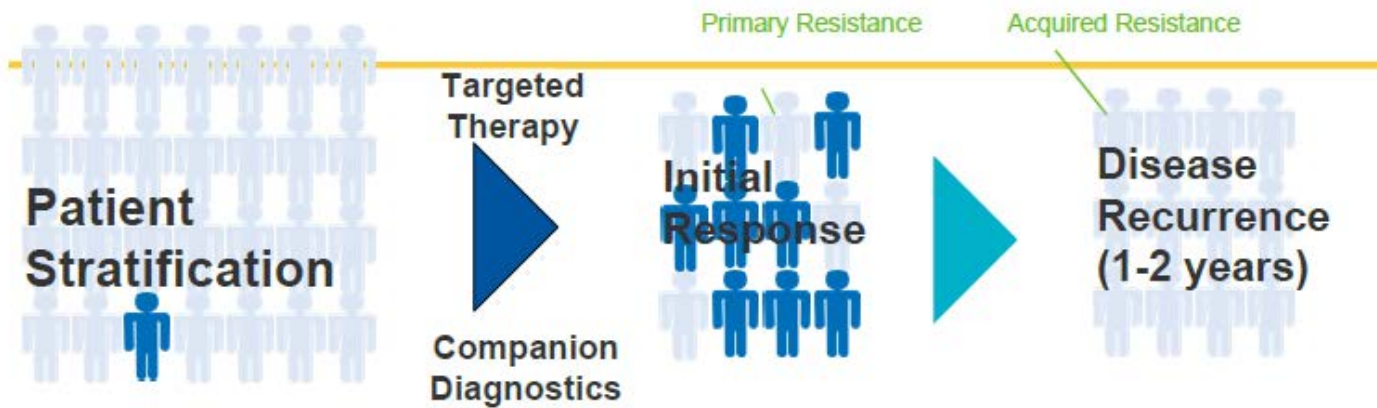 Primary Resistance
Acquired Resistance
Targeted
Therapy
Patient
Stratification
Companion
Diagnostics
Initial
Response
Disease
Recurrence
(1-2 years)